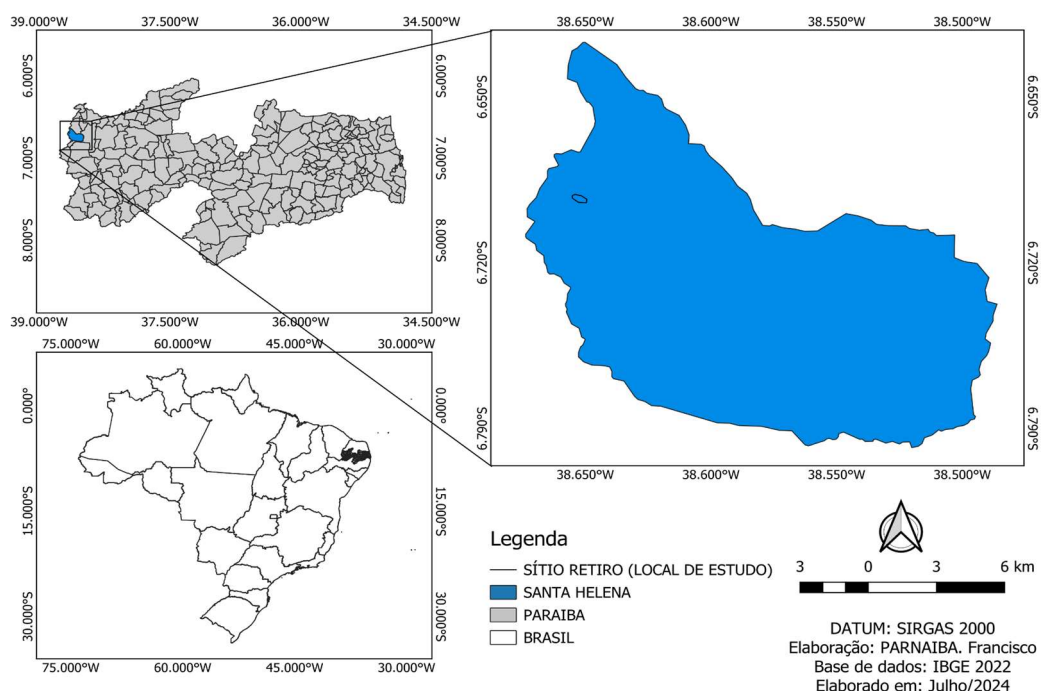 39.000°W 37.500°W 36.000°W 34.500°W
6.000°S
7.000°S
8.000°S
6.000°S
7.000°S
8.000°S
39.000°W 37.500°W 36.000°W 34.500°W
38.650°W 38.600°W 38.550°W 38.500°W
6.650°S
6.720°S
6.790°S
6.650°S
6.720°S
6.790°S
38.650°W 38.600°W 38.550°W 38.500°W
75.000°W 60.000°W 45.000°W 30.000°W
0.000°
15.000°S
30.000°S
0.000°
15.000°S
30.000°S
75.000°W 60.000°W 45.000°W 30.000°W
Legenda
SÍTIO RETIRO (LOCAL DE ESTUDO)
SANTA HELENA
PARAIBA
BRASIL
3 0 3 6 km
DATUM: SIRGAS 2000
Elaboração: PARNAIBA. Francisco
Base de dados: IBGE 2022
Elaborado em: Julho/2024